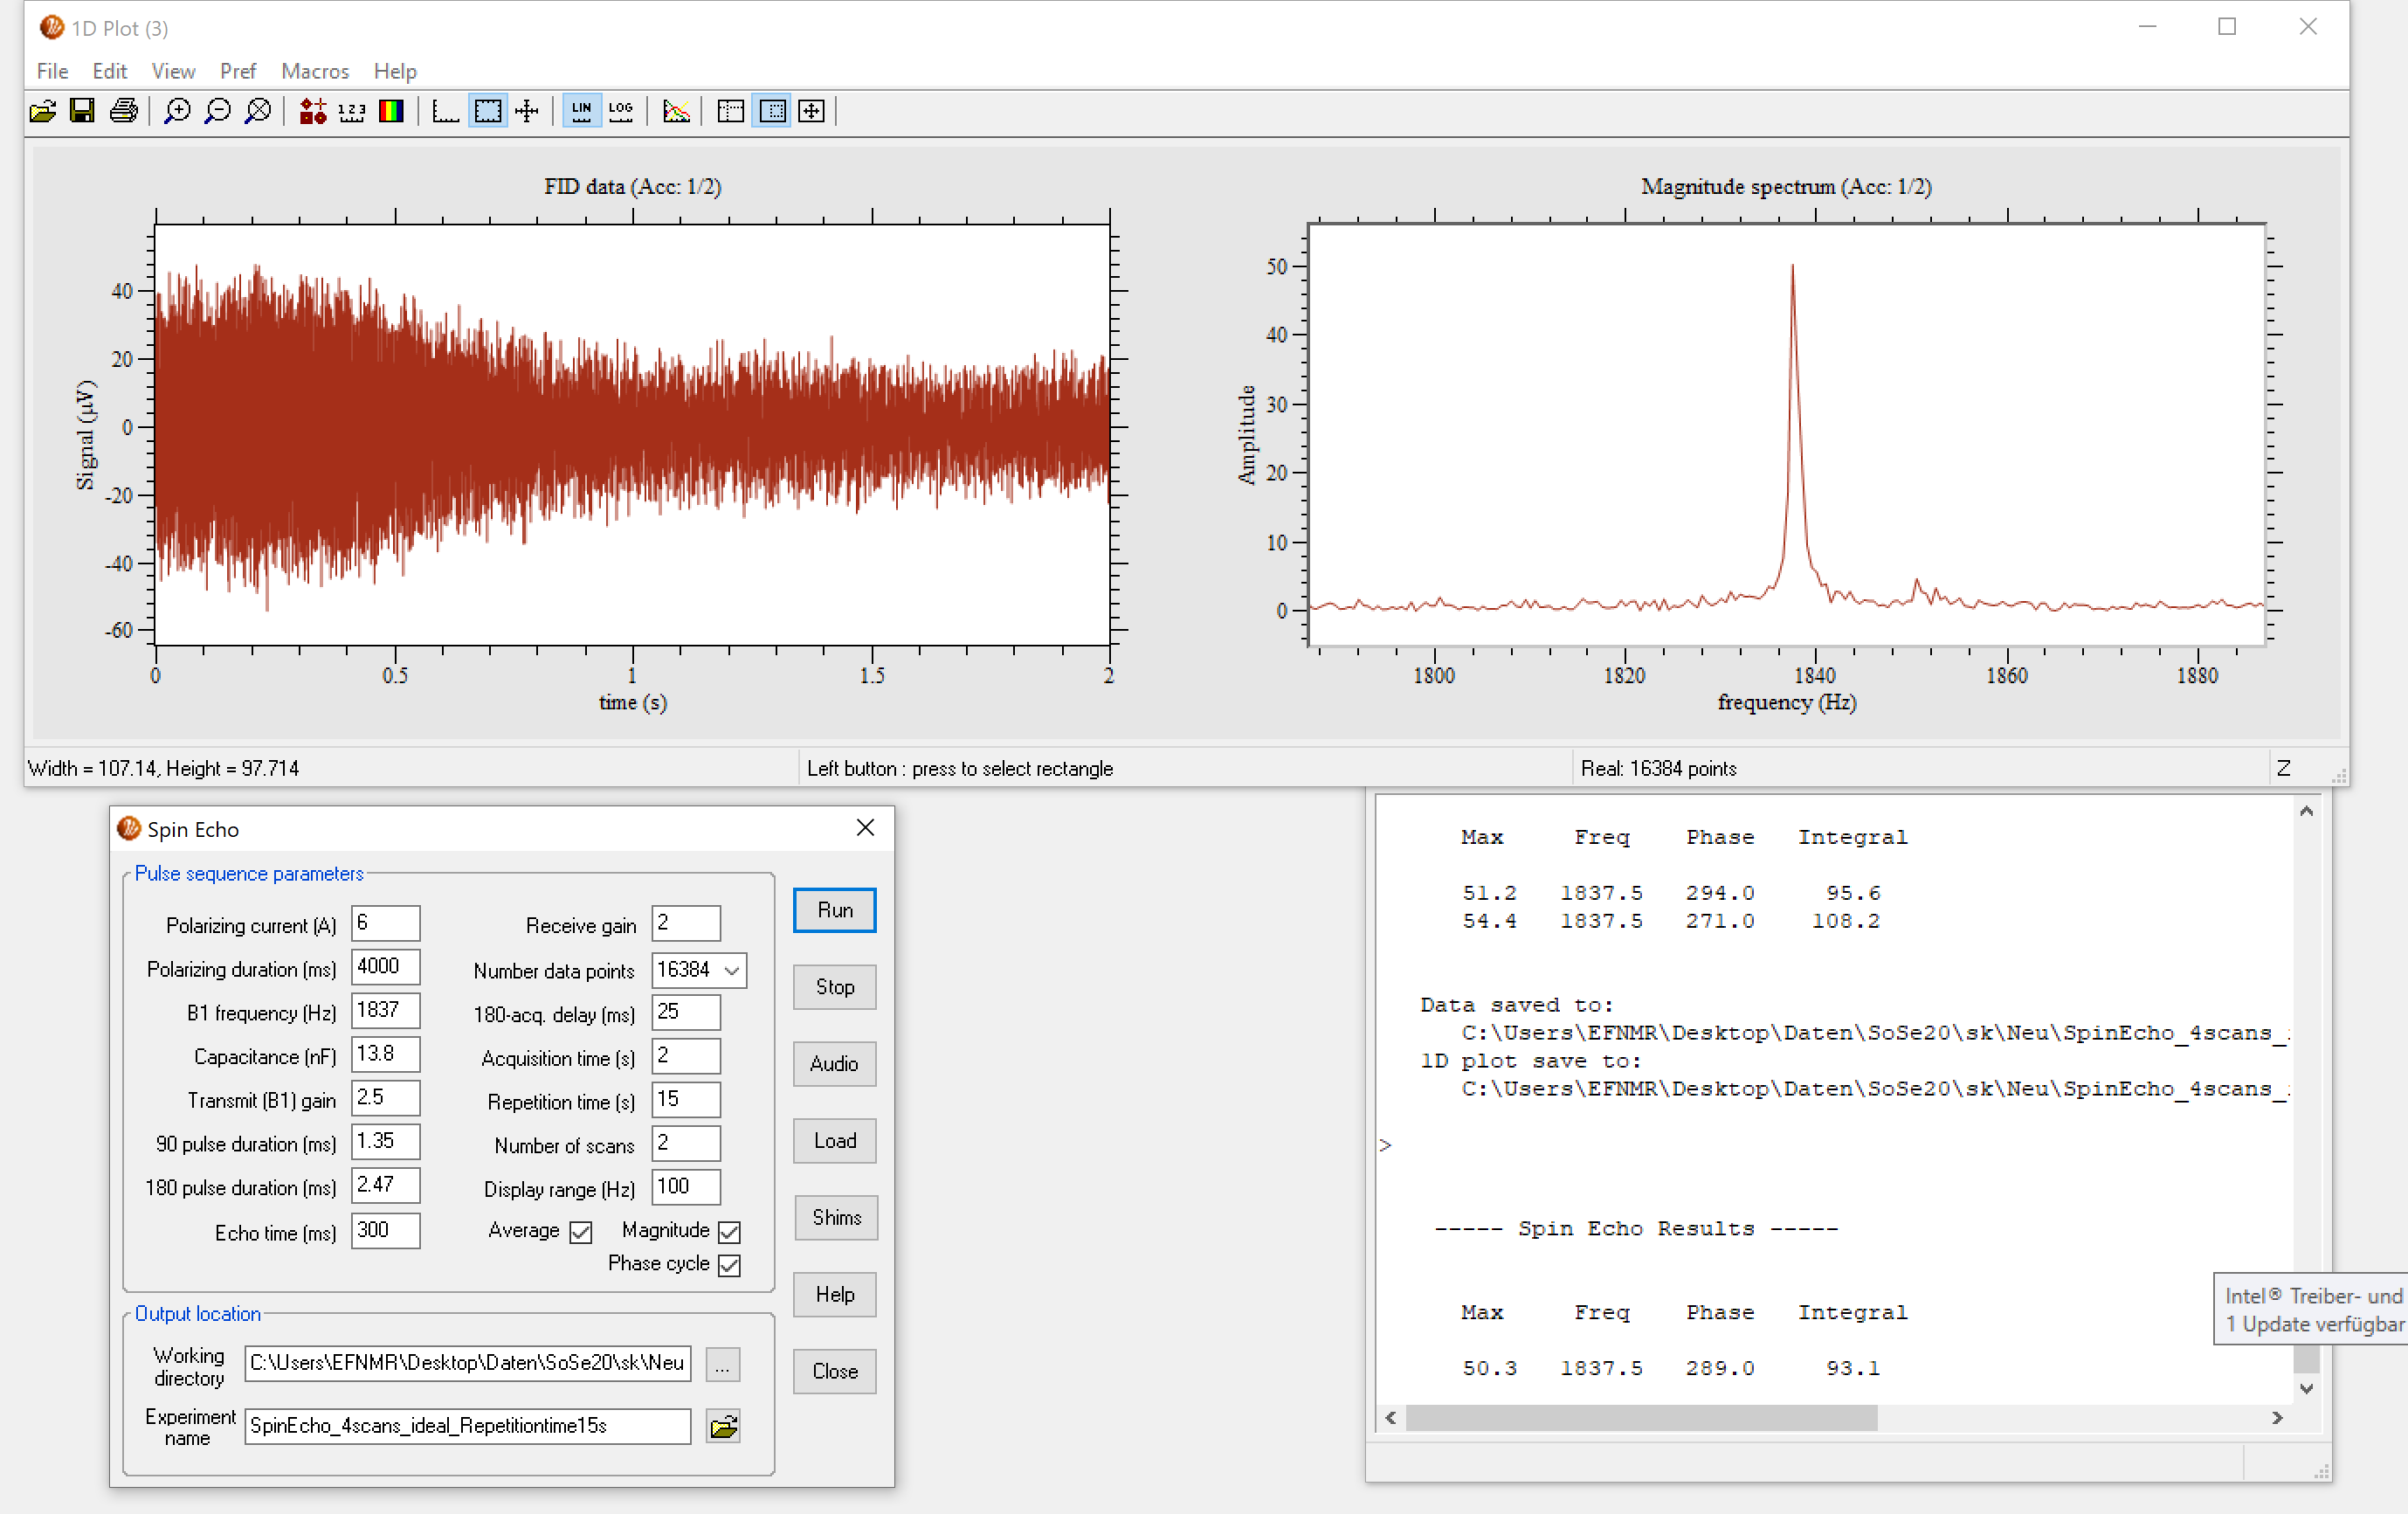 1D Plot (3)
File Edit View Pref Macros Help
1 2 3 LIN LOG
FID data (Acc: 1/2)
Signal (µV)
40
20
0
-20
-40
-60
0 0.5 1 1.5 2
time (s)
Magnitude spectrum (Acc: 1/2)
Amplitude
50
40
30
20
10
0
1800 1820 1840 1860 1880
frequency (Hz)
Width = 107.14, Height = 97.714 Left button : press to select rectangle Real: 16384 points Z
Spin Echo
Pulse sequence parameters
Polarizing current (A) 6 Receive gain 2
Polarizing duration (ms) 4000 Number data points 16384
B1 frequency (Hz) 1837 180-acq. delay (ms) 25
Capacitance (nF) 13.8 Acquisition time (s) 2
Transmit (B1) gain 2.5 Repetition time (s) 15
90 pulse duration (ms) 1.35 Number of scans 2
180 pulse duration (ms) 2.47 Display range (Hz) 100
Echo time (ms) 300 Average Magnitude
Phase cycle
Run
Stop
Audio
Load
Shims
Help
Close
Output location
Working directory C:\Users\EFNMR\Desktop\Daten\SoSe20\sk\Neu ...
Experiment name SpinEcho_4scans_ideal_Repetitiontime15s
Max Freq Phase Integral
51.2 1837.5 294.0 95.6
54.4 1837.5 271.0 108.2
Data saved to:
C:\Users\EFNMR\Desktop\Daten\SoSe20\sk\Neu\SpinEcho_4scans_
1D plot save to:
C:\Users\EFNMR\Desktop\Daten\SoSe20\sk\Neu\SpinEcho_4scans_
>
----- Spin Echo Results -----
Max Freq Phase Integral
50.3 1837.5 289.0 93.1
Intel® Treiber- und
1 Update verfügbar